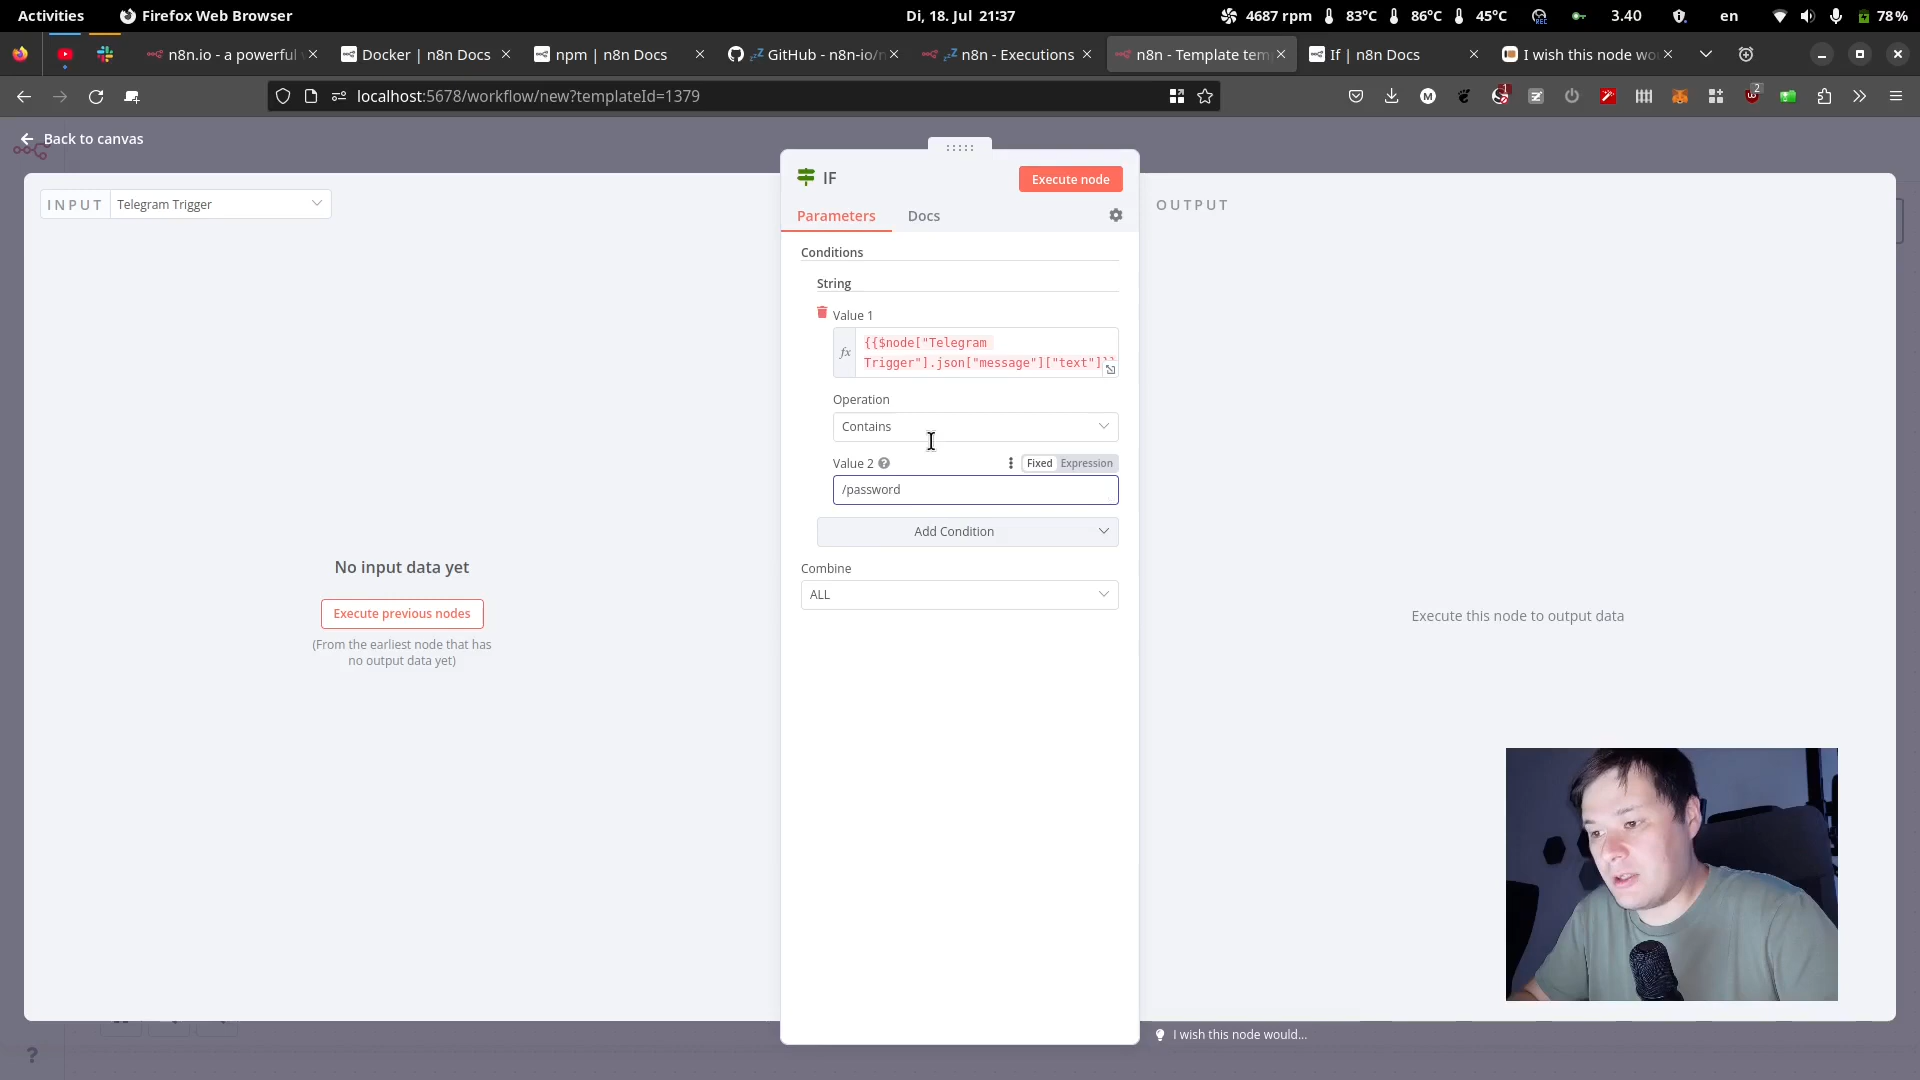 Activities
Firefox Web Browser
Di, 18. Jul 21:37
4687 rpm
83°C
86°C
45°C
3.40
en
78%
n8n.io - a powerful
Docker | n8n Docs
npm | n8n Docs
GitHub - n8n-io/n
n8n - Executions
n8n - Template tem
If | n8n Docs
I wish this node wo
localhost:5678/workflow/new?templateId=1379
1
2
Back to canvas
INPUT
Telegram Trigger
IF
Execute node
OUTPUT
Parameters
Docs
Conditions
String
Value 1
fx
{{$node["Telegram
Trigger"].json["message"]["text"]}}
Operation
Contains
Value 2
Fixed
Expression
/password
Add Condition
Combine
ALL
No input data yet
Execute previous nodes
(From the earliest node that has
no output data yet)
Execute this node to output data
I wish this node would...